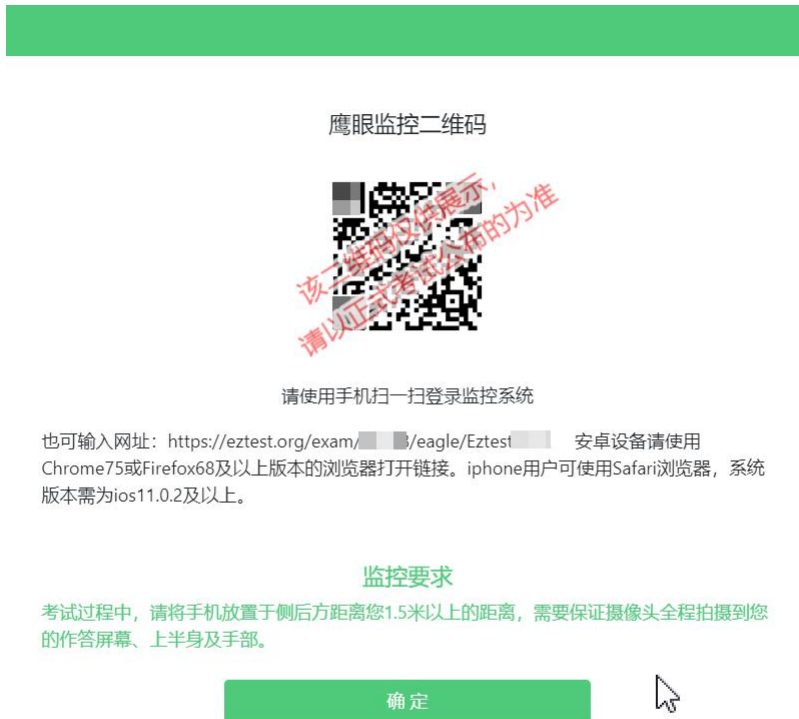 鹰眼监控二维码
该二维码仅供展示,
请以正式考试公布的为准
请使用手机扫一扫登录监控系统
也可输入网址：https://eztest.org/exam/ /eagle/Eztest 安卓设备请使用
Chrome75或Firefox68及以上版本的浏览器打开链接。iphone用户可使用Safari浏览器，系统
版本需为ios11.0.2及以上。
监控要求
考试过程中，请将手机放置于侧后方距离您1.5米以上的距离，需要保证摄像头全程拍摄到您
的作答屏幕、上半身及手部。
确定